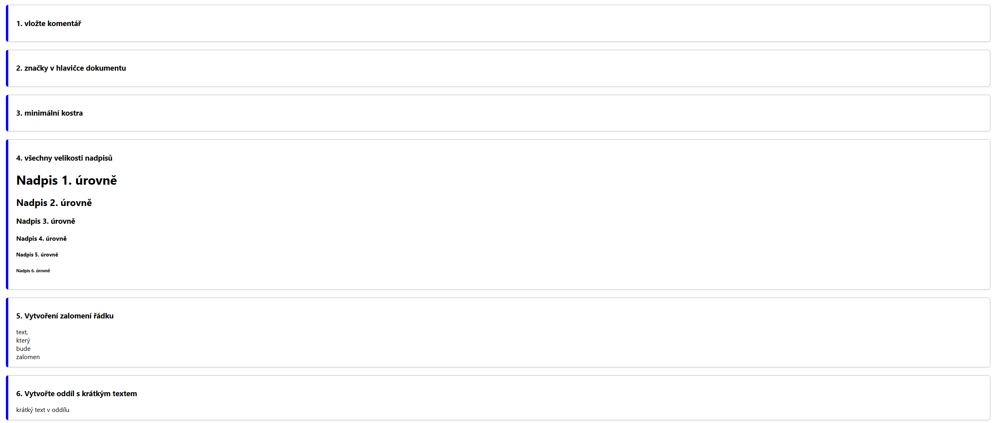 1. vložte komentář
2. značky v hlavičce dokumentu
3. minimální kostra
4. všechny velikosti nadpisů
Nadpis 1. úrovně
Nadpis 2. úrovně
Nadpis 3. úrovně
Nadpis 4. úrovně
Nadpis 5. úrovně
Nadpis 6. úrovně
5. Vytvoření zalomení řádku
text,
který
bude
zalomen
6. Vytvořte oddíl s krátkým textem
krátký text v oddílu